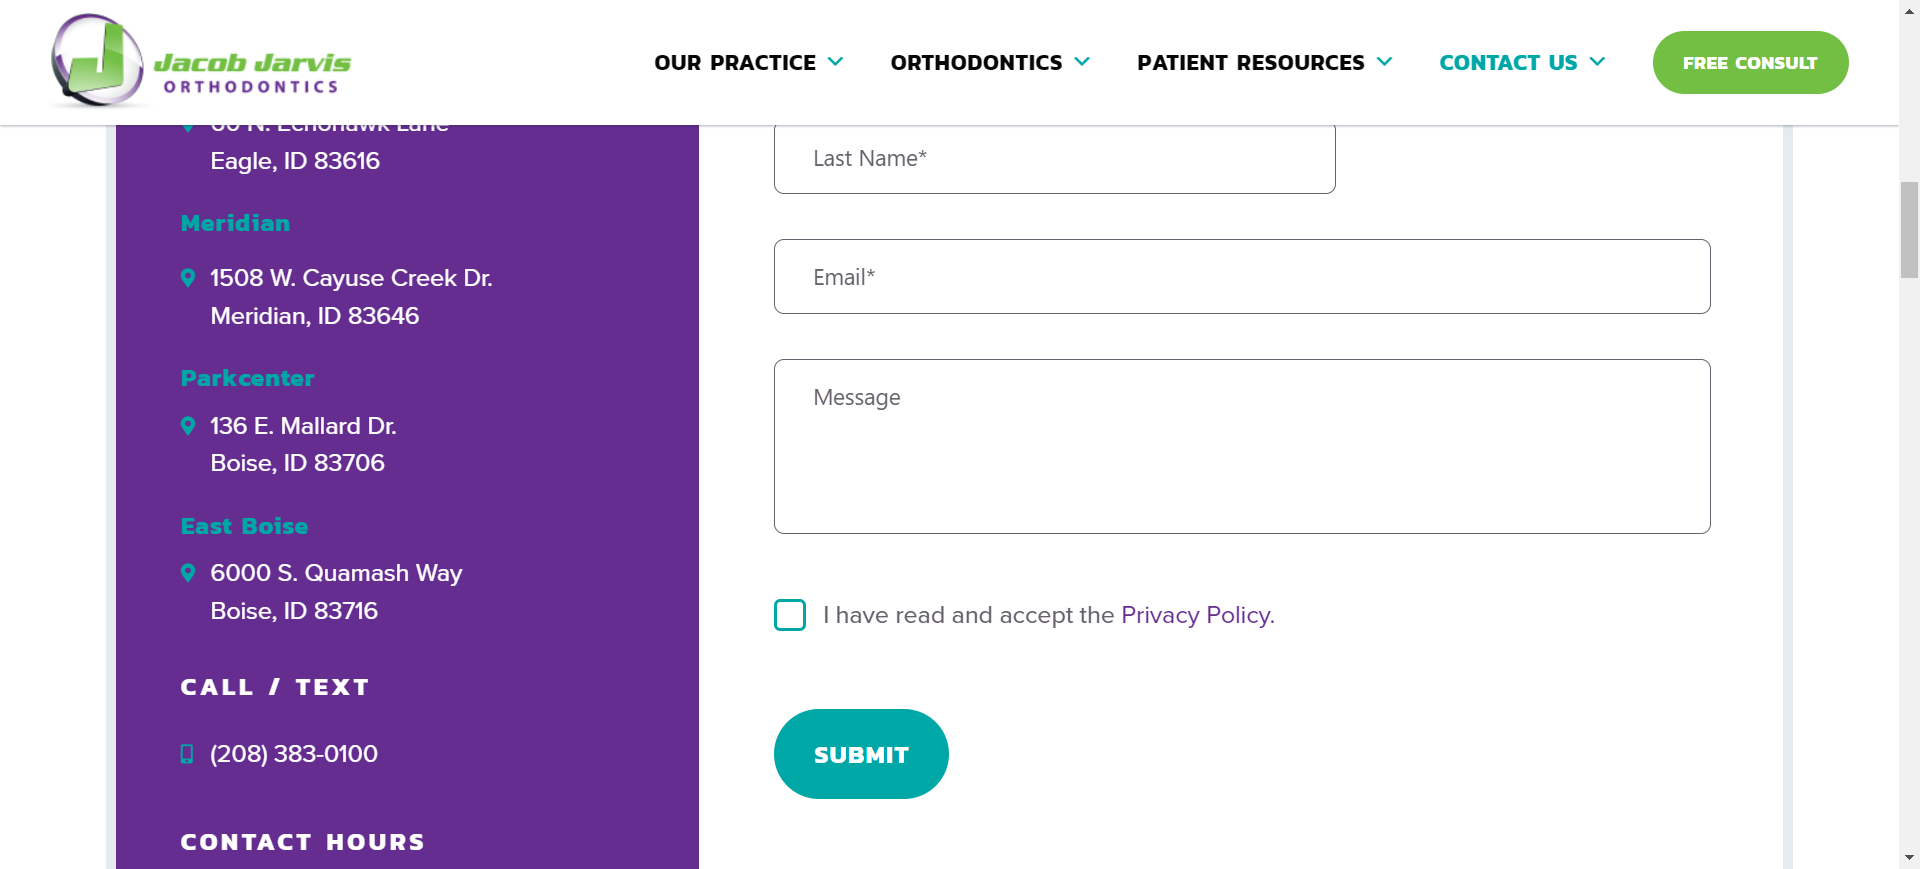 Jacob Jarvis
ORTHODONTICS
OUR PRACTICE
ORTHODONTICS
PATIENT RESOURCES
CONTACT US
FREE CONSULT
60 N. Echohawk Lane
Eagle, ID 83616
Meridian
1508 W. Cayuse Creek Dr.
Meridian, ID 83646
Parkcenter
136 E. Mallard Dr.
Boise, ID 83706
East Boise
6000 S. Quamash Way
Boise, ID 83716
CALL / TEXT
(208) 383-0100
CONTACT HOURS
Last Name*
Email*
Message
I have read and accept the Privacy Policy.
SUBMIT